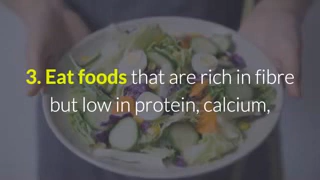 3. Eat foods that are rich in fibre
but low in protein, calcium,